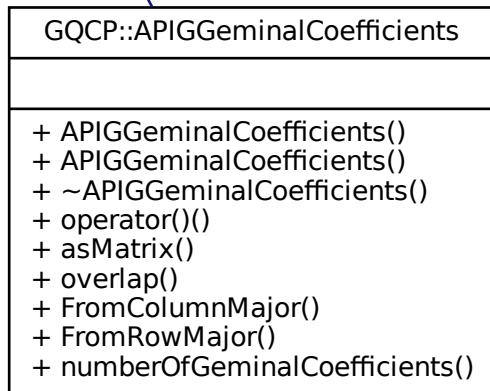 GQCP::APIGGeminalCoefficients
+ APIGGeminalCoefficients()
+ APIGGeminalCoefficients()
+ ~APIGGeminalCoefficients()
+ operator()()
+ asMatrix()
+ overlap()
+ FromColumnMajor()
+ FromRowMajor()
+ numberOfGeminalCoefficients()